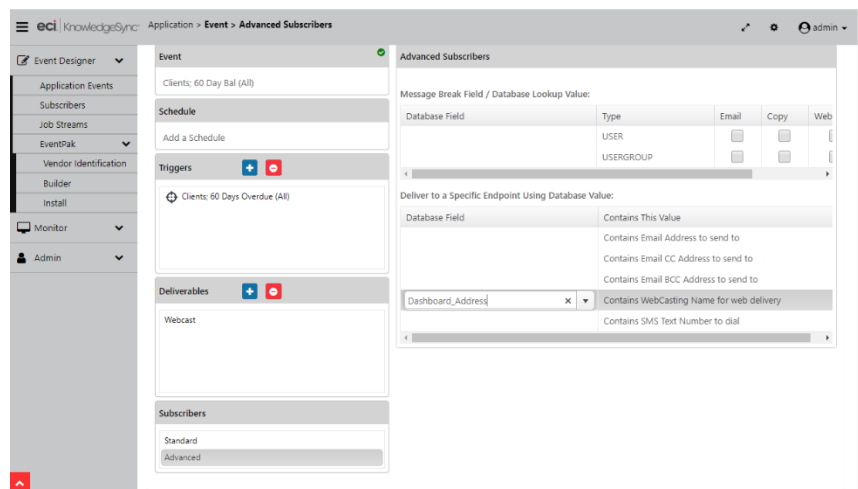 eci KnowledgeSync Application > Event > Advanced Subscribers admin
Event Designer
Application Events
Subscribers
Job Streams
EventPak
Vendor Identification
Builder
Install
Monitor
Admin
Event
Clients; 60 Day Bal (All)
Schedule
Add a Schedule
Triggers
Clients; 60 Days Overdue (All)
Deliverables
Webcast
Subscribers
Standard
Advanced
Advanced Subscribers
Message Break Field / Database Lookup Value:
Database Field Type Email Copy Web
USER
USERGROUP
Deliver to a Specific Endpoint Using Database Value:
Database Field Contains This Value
Contains Email Address to send to
Contains Email CC Address to send to
Contains Email BCC Address to send to
Dashboard_Address Contains WebCasting Name for web delivery
Contains SMS Text Number to dial